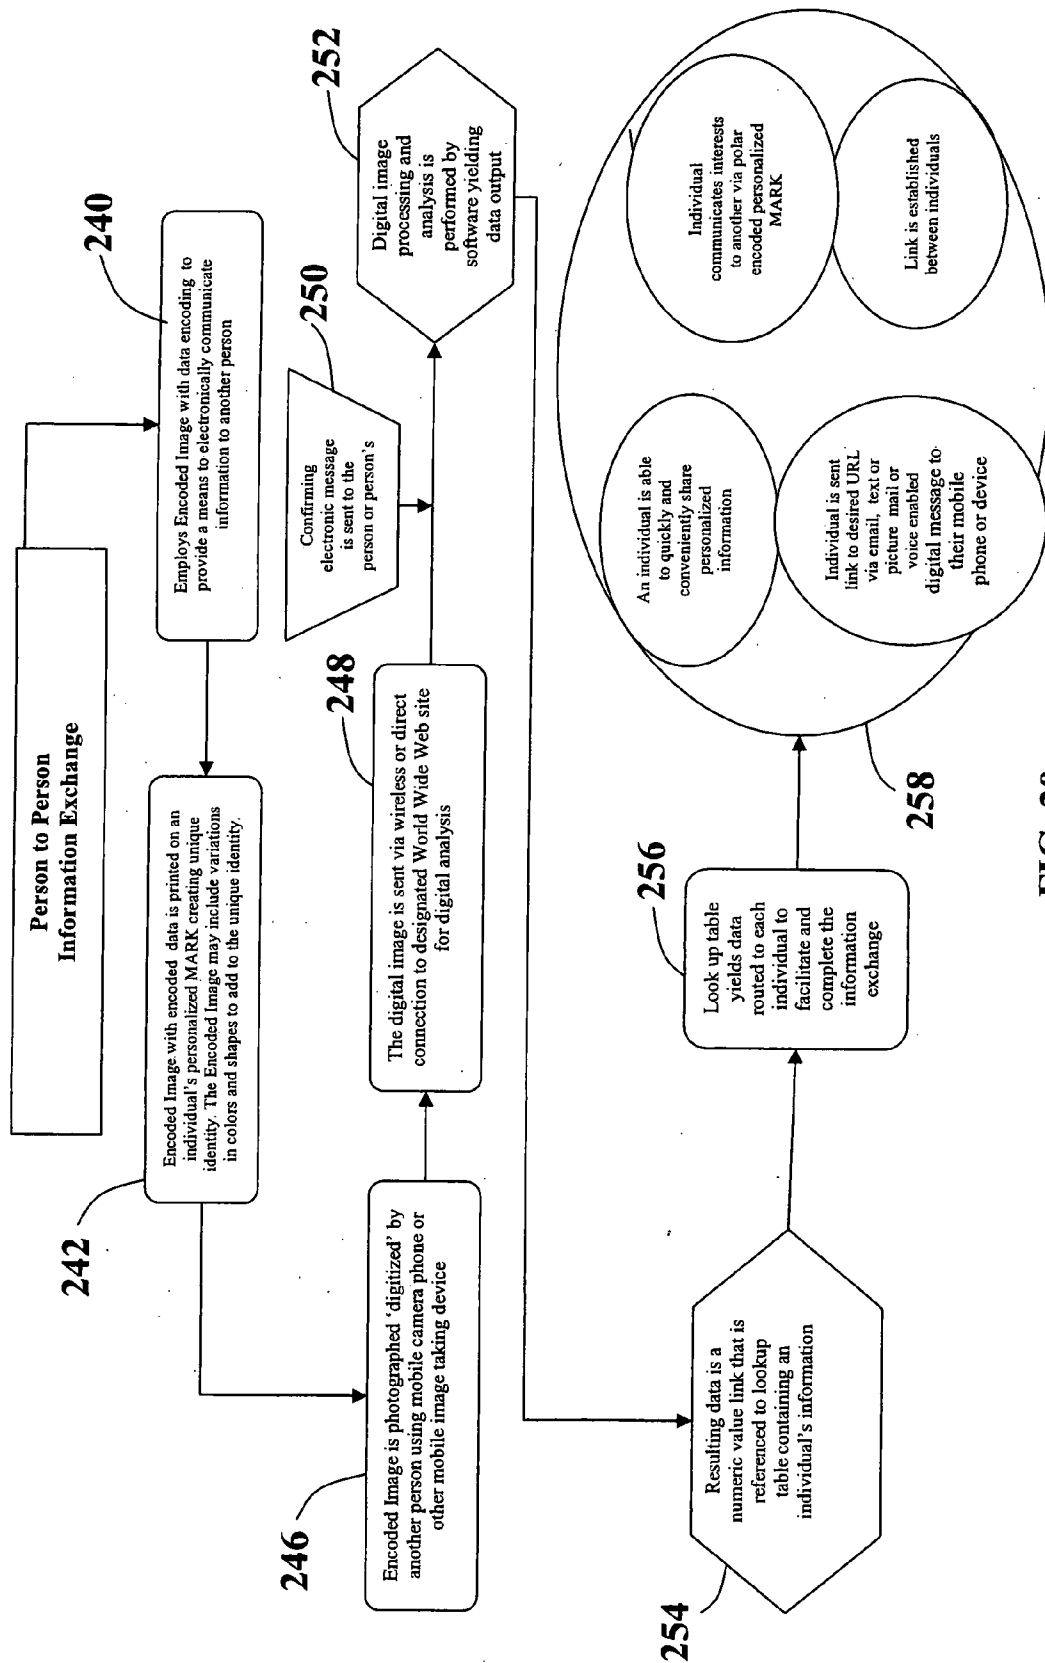 Person to Person
Information Exchange
240
Employs Encoded Image with data encoding to
provide a means to electronically communicate
information to another person
242
Encoded Image with encoded data is printed on an
individual's personalized MARK creating unique
identity. The Encoded Image may include variations
in colors and shapes to add to the unique identity.
246
Encoded Image is photographed 'digitized' by
another person using mobile camera phone or
other mobile image taking device
248
The digital image is sent via wireless or direct
connection to designated World Wide Web site
for digital analysis
250
Confirming
electronic message
is sent to the
person or person's
252
Digital image
processing and
analysis is
performed by
software yielding
data output
254
Resulting data is a
numeric value link that is
referenced to lookup
table containing an
individual's information
256
Look up table
yields data
routed to each
individual to
facilitate and
complete the
information
exchange
258
An individual is able
to quickly and
conveniently share
personalized
information
Individual
communicates interests
to another via polar
encoded personalized
MARK
Individual is sent
link to desired URL
via email, text or
picture mail or
voice enabled
digital message to
their mobile
phone or device
Link is established
between individuals